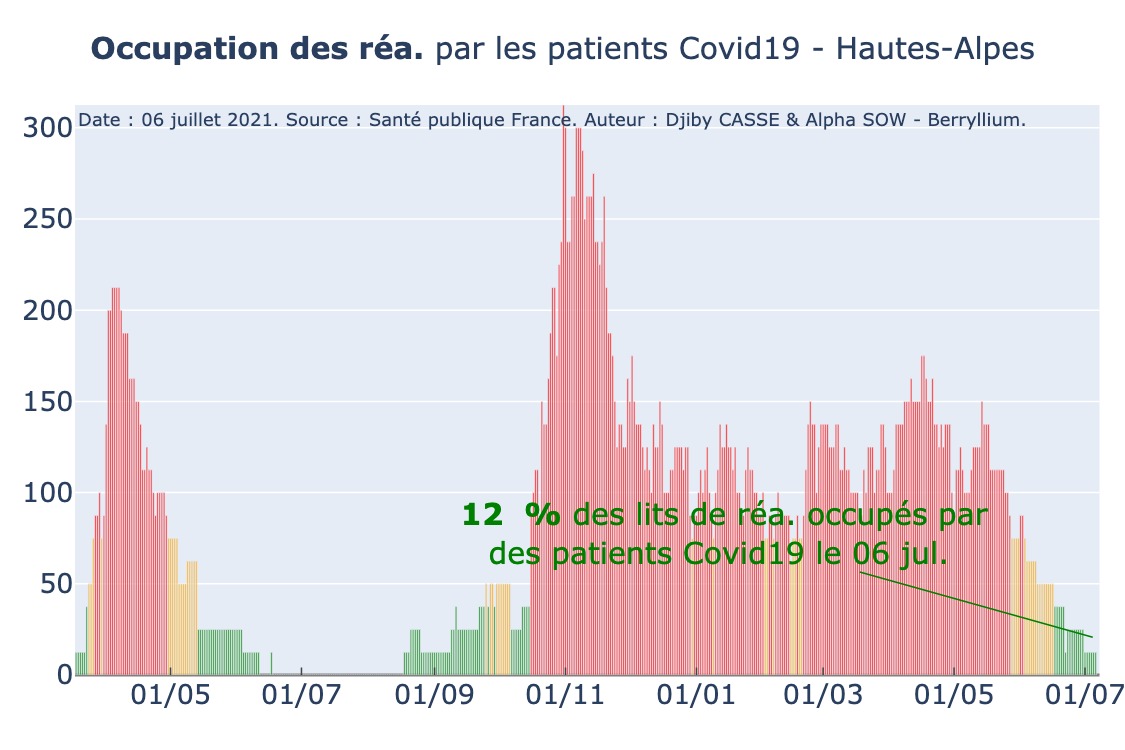 Occupation des réa. par les patients Covid19 - Hautes-Alpes
Date : 06 juillet 2021. Source : Santé publique France. Auteur : Djiby CASSE & Alpha SOW - Berryllium.
300
250
200
150
100
50
0
12 % des lits de réa. occupés par
des patients Covid19 le 06 jul.
01/05 01/07 01/09 01/11 01/01 01/03 01/05 01/07